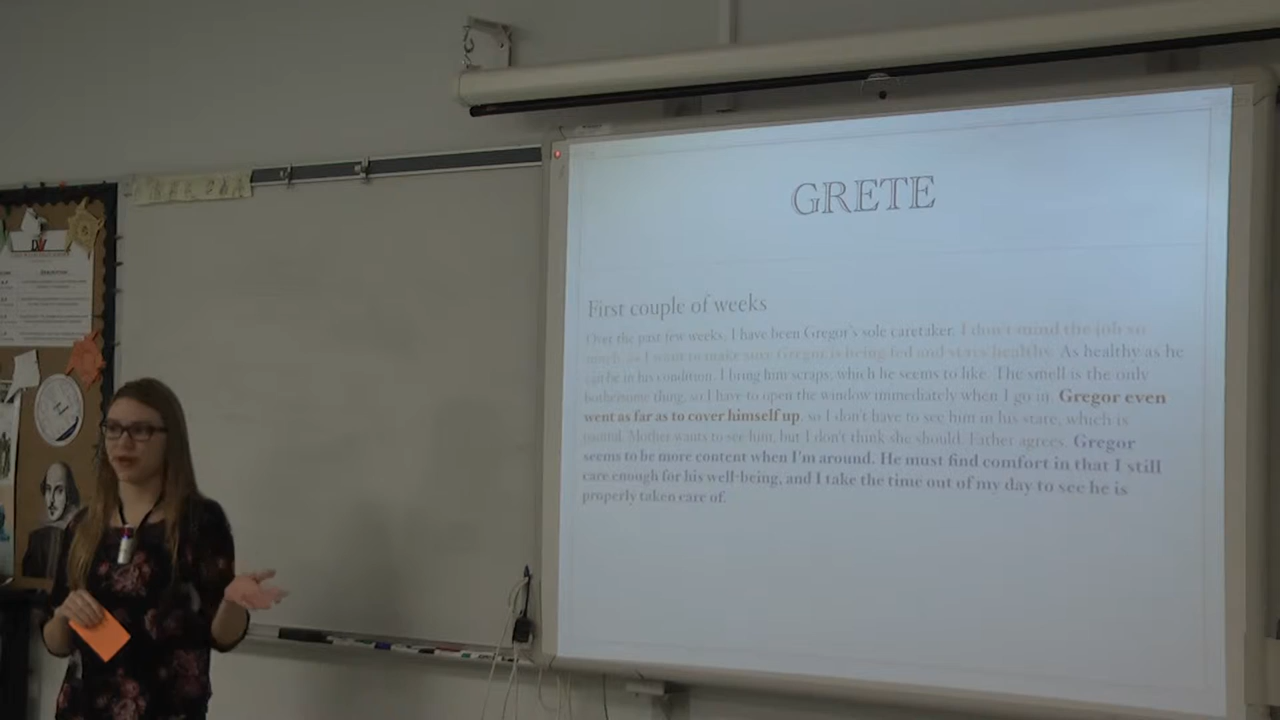 GRETE
First couple of weeks
Over the past few weeks, I have been Gregor's sole caretaker. I don't mind the job so
much, as I want to make sure Gregor is being fed and stays healthy. As healthy as he
can be in his condition. I bring him scraps, which he seems to like. The smell is the only
bothersome thing, so I have to open the window immediately when I go in. Gregor even
went as far as to cover himself up, so I don't have to see him in his state, which is
Mother wants to see him, but I don't think she should. Father agrees. Gregor
seems to be more content when I'm around. He must find comfort in that I still
care enough for his well-being, and I take the time out of my day to see he is
properly taken care of.